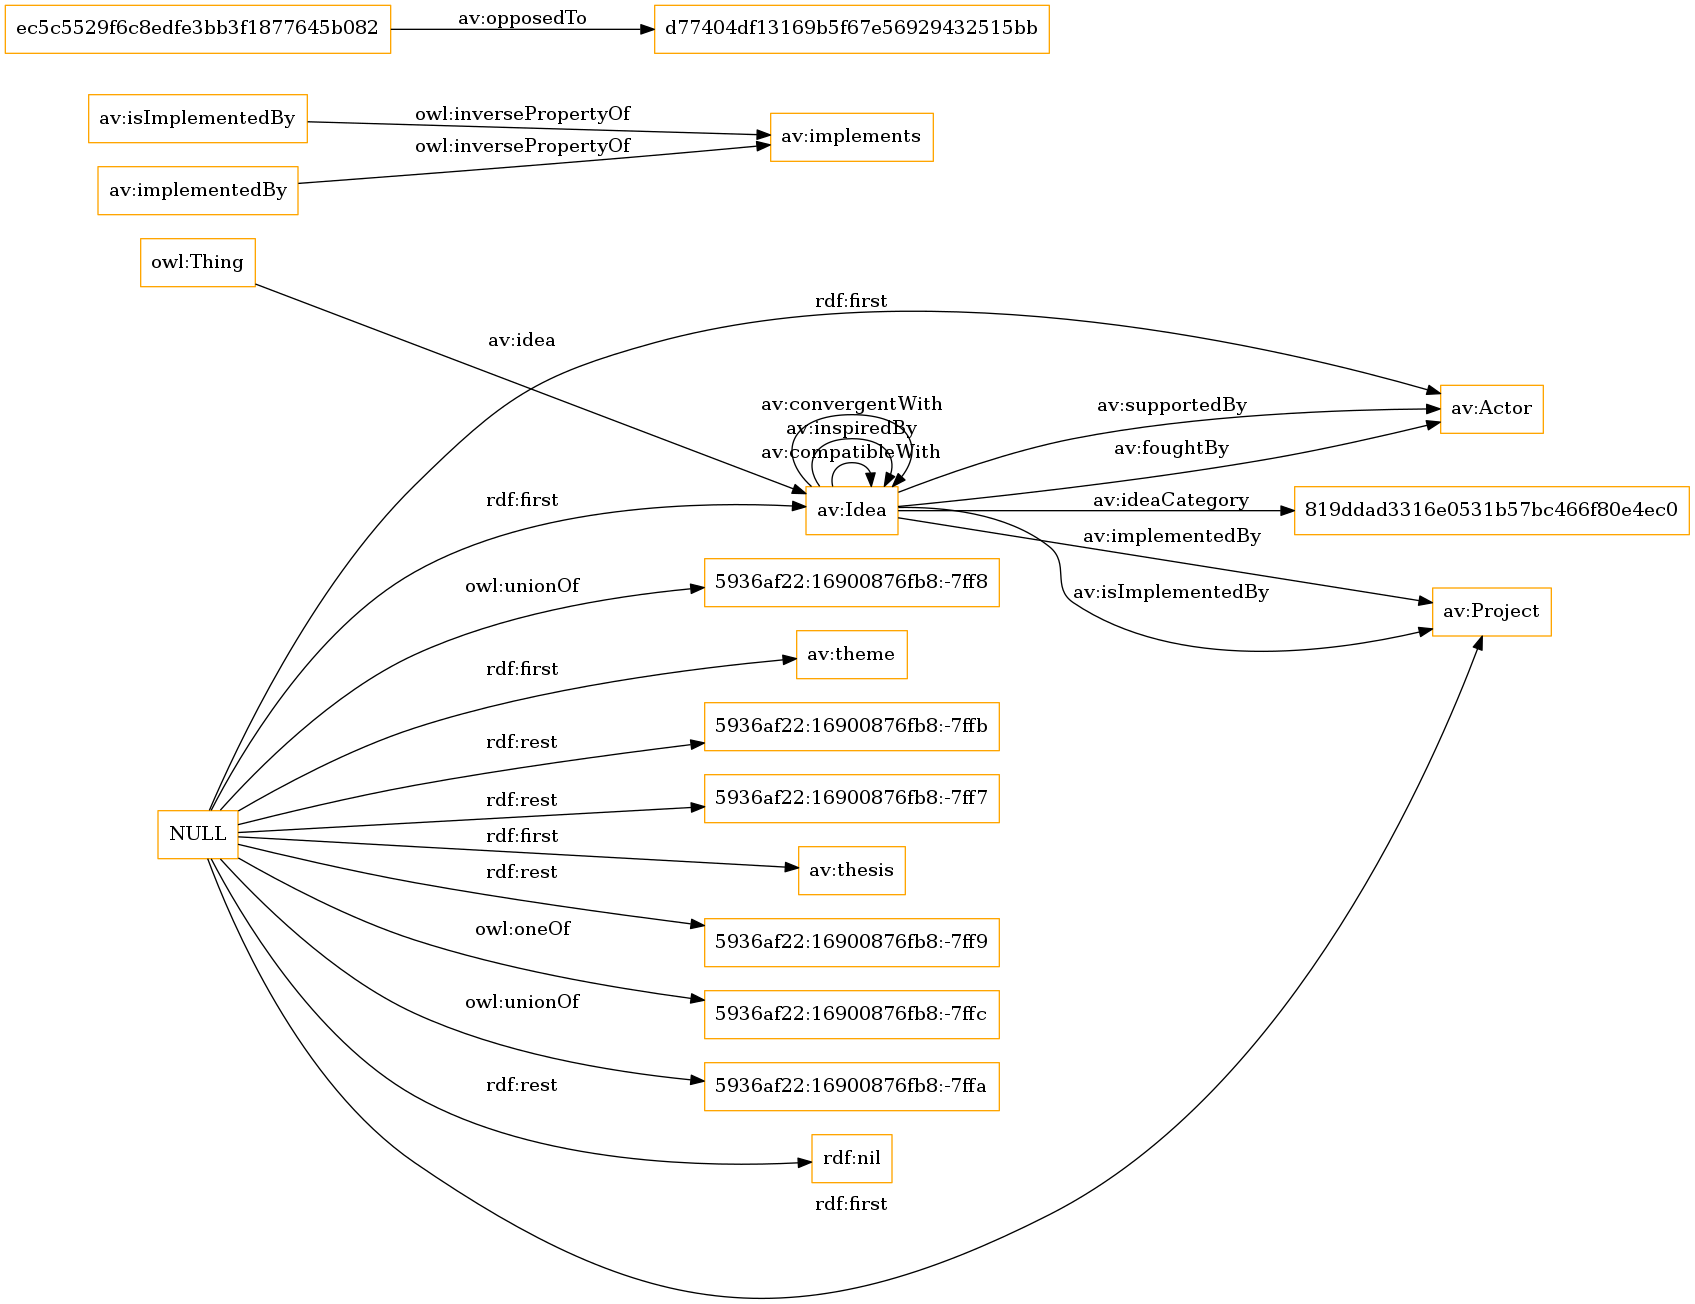 ec5c5529f6c8edfe3bb3f1877645b082
av:opposedTo
d77404df13169b5f67e56929432515bb
av:isImplementedBy
owl:inversePropertyOf
av:implements
owl:inversePropertyOf
av:implementedBy
owl:Thing
rdf:first
av:idea
av:convergentWith
av:supportedBy
av:Actor
av:inspiredBy
av:foughtBy
av:compatibleWith
rdf:first
av:Idea
av:ideaCategory
819ddad3316e0531b57bc466f80e4ec0
av:implementedBy
owl:unionOf
5936af22:16900876fb8:-7ff8
av:isImplementedBy
av:Project
rdf:first
av:theme
rdf:rest
5936af22:16900876fb8:-7ffb
rdf:rest
5936af22:16900876fb8:-7ff7
NULL
rdf:first
av:thesis
rdf:rest
5936af22:16900876fb8:-7ff9
owl:oneOf
5936af22:16900876fb8:-7ffc
owl:unionOf
5936af22:16900876fb8:-7ffa
rdf:rest
rdf:nil
rdf:first